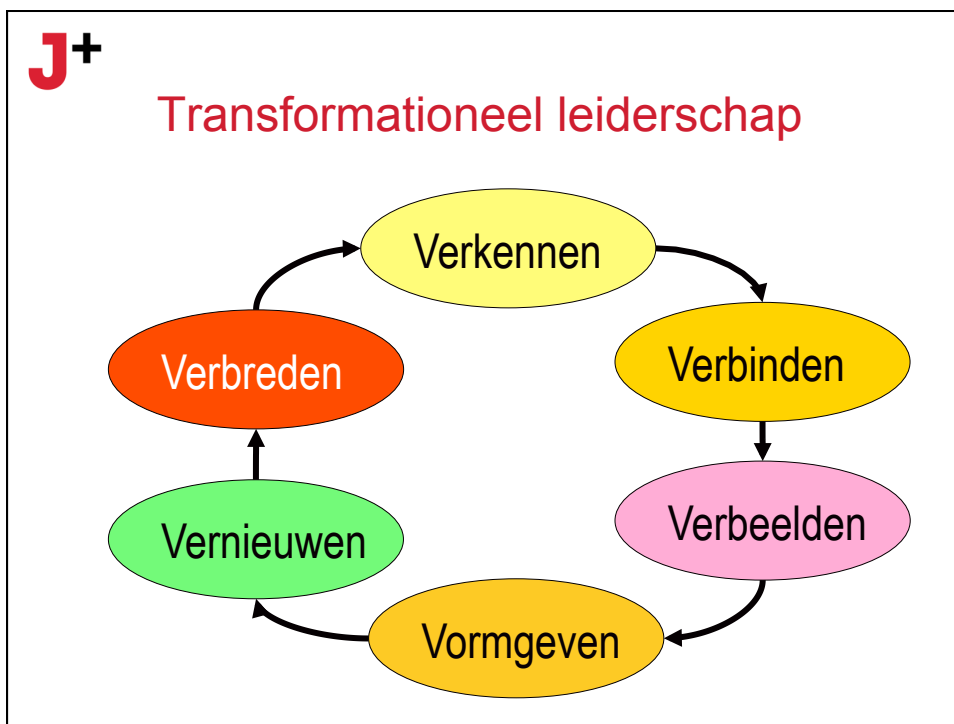 J+
Transformationeel leiderschap
Verkennen
Verbinden
Verbeelden
Vormgeven
Vernieuwen
Verbreden